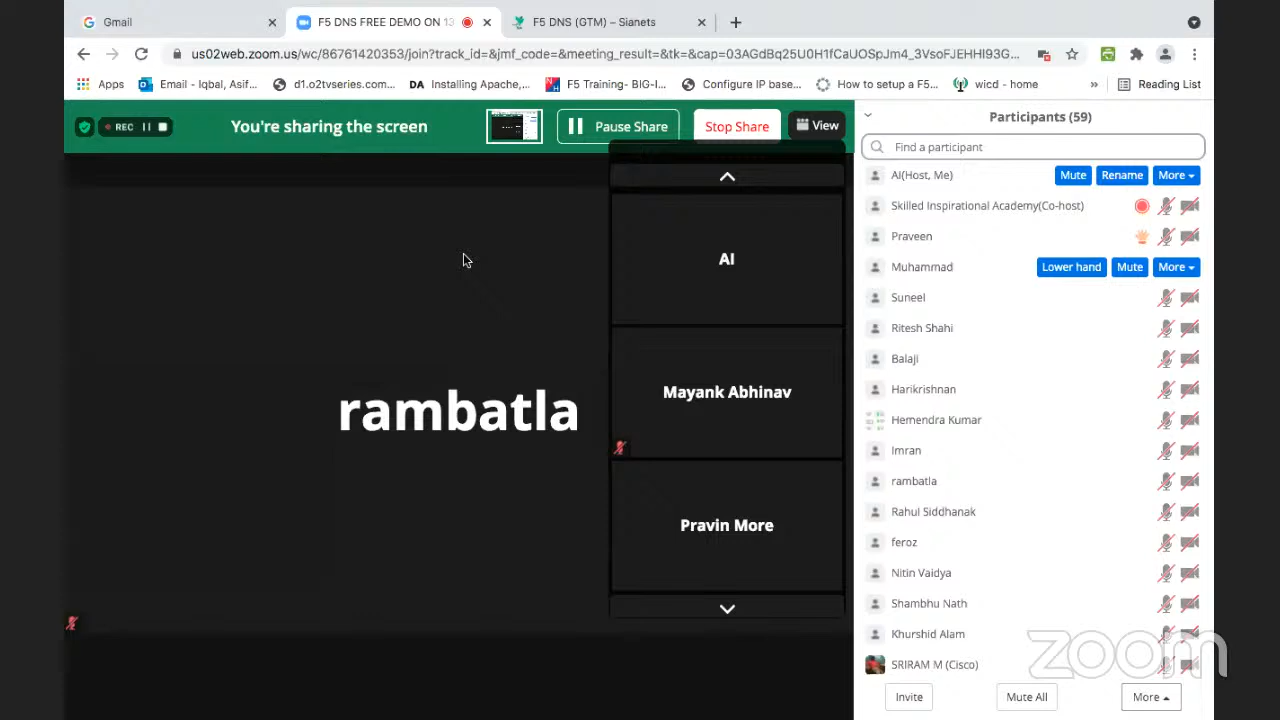 Gmail
F5 DNS FREE DEMO ON 13
F5 DNS (GTM) – Sianets
us02web.zoom.us/wc/86761420353/join?track_id=&jmf_code=&meeting_result=&tk=&cap=03AGdBq25U0H1fCaUOSpJm4_3VsoFJEHHI93G...
Apps
Email - Iqbal, Asif...
d1.o2tvseries.com...
DA Installing Apache,...
F5 Training- BIG-I...
Configure IP base...
How to setup a F5...
wicd - home
»
Reading List
REC
You're sharing the screen
Pause Share
Stop Share
View
AI
Mayank Abhinav
Pravin More
rambatla
Participants (59)
Find a participant
AI(Host, Me) Mute Rename More
Skilled Inspirational Academy(Co-host)
Praveen
Muhammad Lower hand Mute More
Suneel
Ritesh Shahi
Balaji
Harikrishnan
Hemendra Kumar
Imran
rambatla
Rahul Siddhanak
feroz
Nitin Vaidya
Shambhu Nath
Khurshid Alam
SRIRAM M (Cisco)
zoom
Invite Mute All More